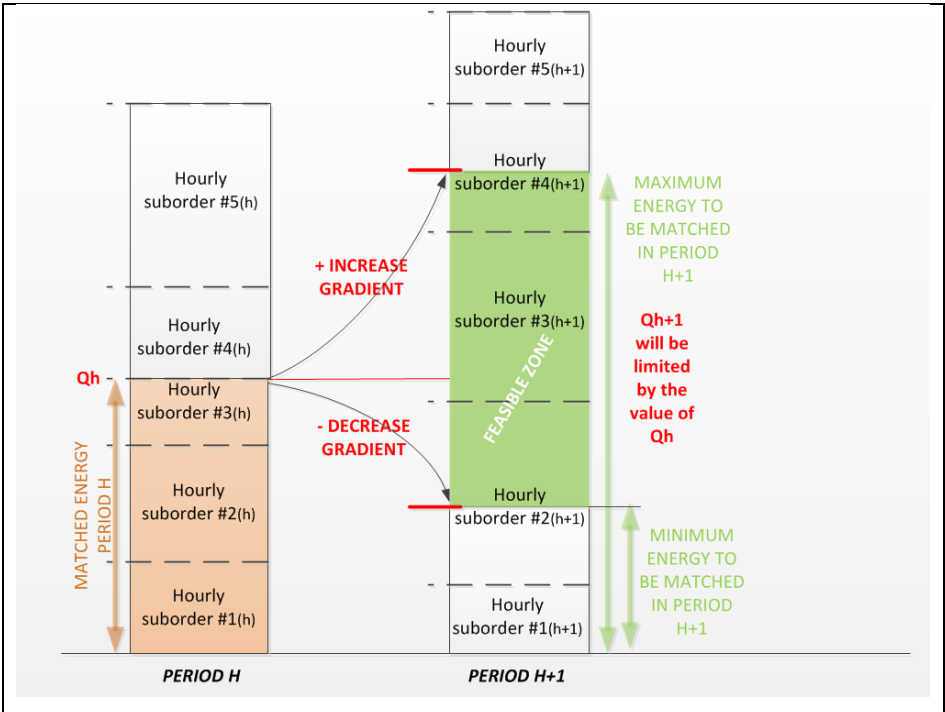 Hourly
suborder #5(h+1)
Hourly
suborder #4(h+1)
Hourly
suborder #3(h+1)
FEASIBLE ZONE
Hourly
suborder #2(h+1)
Hourly
suborder #1(h+1)
PERIOD H+1
Hourly
suborder #5(h)
Hourly
suborder #4(h)
Qh
Hourly
suborder #3(h)
Hourly
suborder #2(h)
Hourly
suborder #1(h)
MATCHED ENERGY
PERIOD H
PERIOD H
+ INCREASE
GRADIENT
- DECREASE
GRADIENT
MAXIMUM
ENERGY TO
BE MATCHED
IN PERIOD
H+1
Qh+1
will be
limited
by the
value of
Qh
MINIMUM
ENERGY TO
BE MATCHED
IN PERIOD
H+1